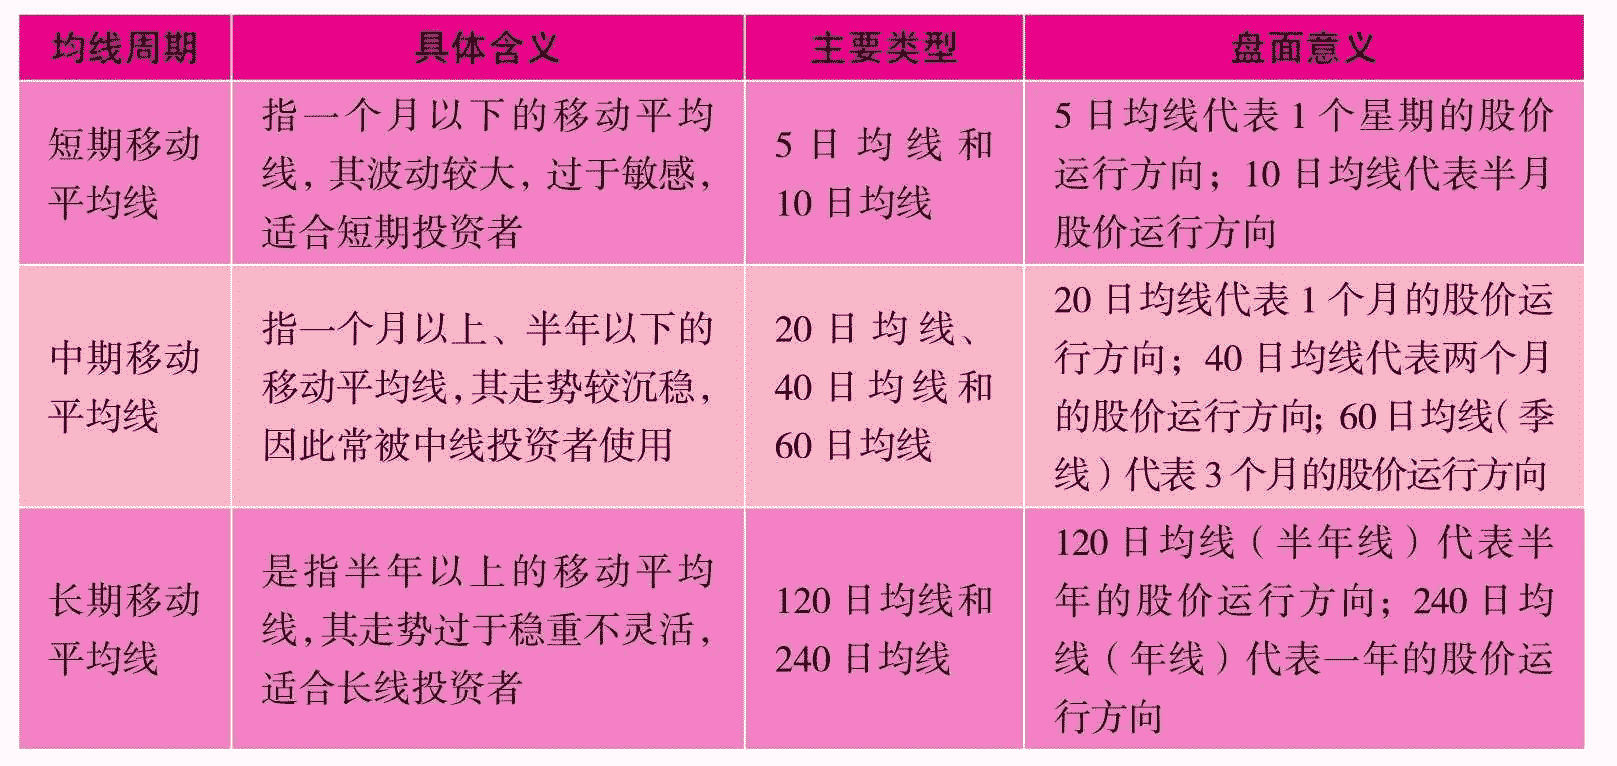 均线周期
具体含义
主要类型
盘面意义
短期移动
平均线
指一个月以下的移动平均
线，其波动较大，过于敏感，
适合短期投资者
5 日均线和
10 日均线
5 日均线代表 1 个星期的股价
运行方向；10 日均线代表半月
股价运行方向
中期移动
平均线
指一个月以上、半年以下的
移动平均线，其走势较沉稳，
因此常被中线投资者使用
20 日均线、
40 日均线和
60 日均线
20 日均线代表 1 个月的股价运
行方向；40 日均线代表两个月
的股价运行方向；60 日均线（季
线）代表 3 个月的股价运行方向
长期移动
平均线
是指半年以上的移动平均
线，其走势过于稳重不灵活，
适合长线投资者
120 日均线和
240 日均线
120 日均线（半年线）代表半
年的股价运行方向；240 日均
线（年线）代表一年的股价运
行方向